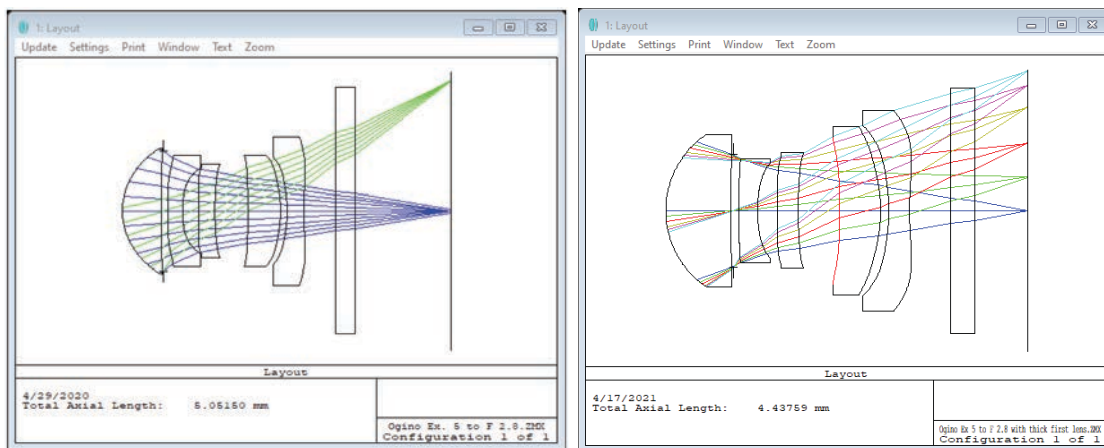 1: Layout
Update Settings Print Window Text Zoom
Layout
4/29/2020
Total Axial Length: 5.05150 mm
Ogino Ex. 5 to F 2.8.ZMX
Configuration 1 of 1
1: Layout
Update Settings Print Window Text Zoom
Layout
4/17/2021
Total Axial Length: 4.43759 mm
Ogino Ex 5 to F 2.8 with thick first lens.ZMX
Configuration 1 of 1